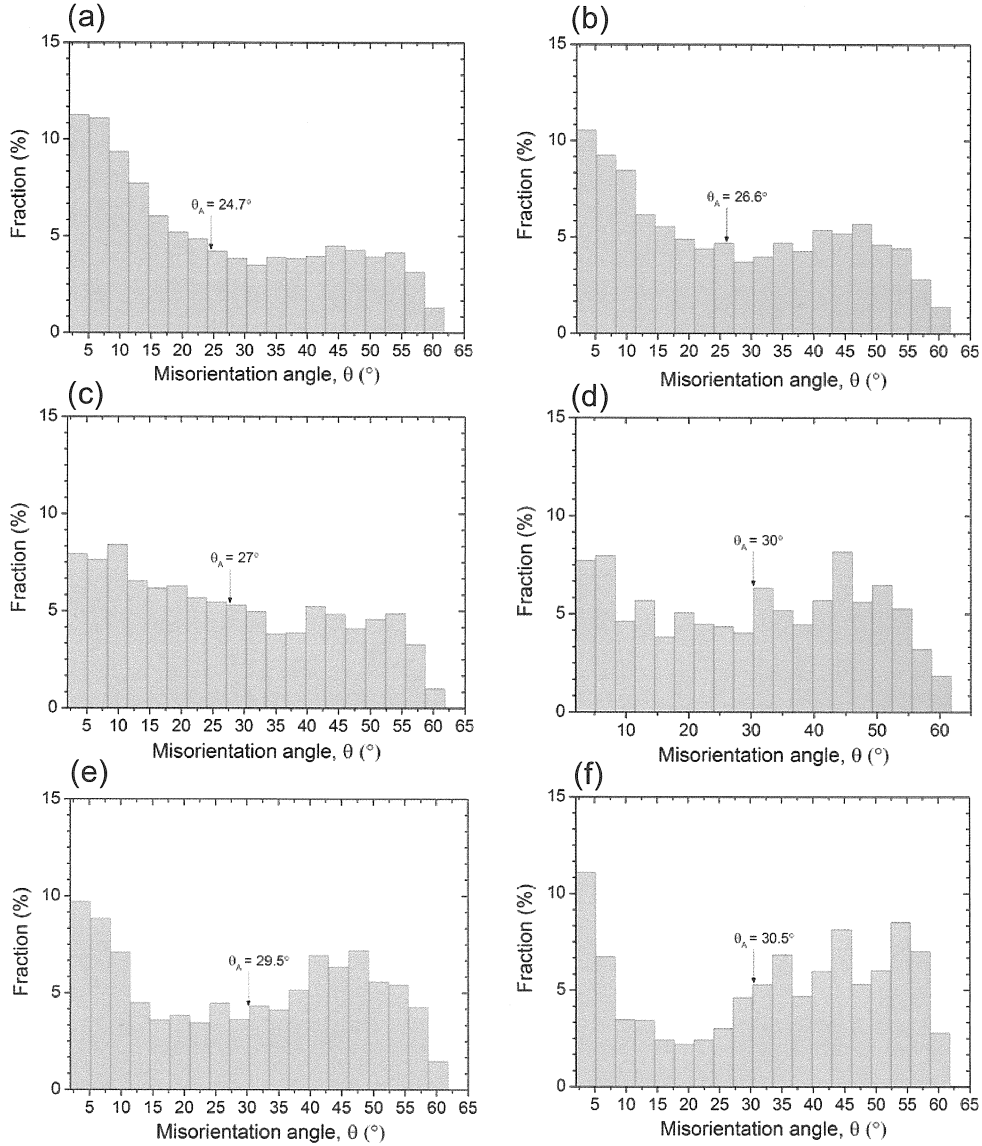 (a)
15
10
5
0
Fraction (%)
θA = 24.7°
5 10 15 20 25 30 35 40 45 50 55 60 65
Misorientation angle, θ (°)
(b)
15
10
5
0
Fraction (%)
θA = 26.6°
5 10 15 20 25 30 35 40 45 50 55 60 65
Misorientation angle, θ (°)
(c)
15
10
5
0
Fraction (%)
θA = 27°
5 10 15 20 25 30 35 40 45 50 55 60 65
Misorientation angle, θ (°)
(d)
15
10
5
0
Fraction (%)
θA = 30°
10 20 30 40 50 60
Misorientation angle, θ (°)
(e)
15
10
5
0
Fraction (%)
θA = 29.5°
5 10 15 20 25 30 35 40 45 50 55 60 65
Misorientation angle, θ (°)
(f)
15
10
5
0
Fraction (%)
θA = 30.5°
5 10 15 20 25 30 35 40 45 50 55 60 65
Misorientation angle, θ (°)